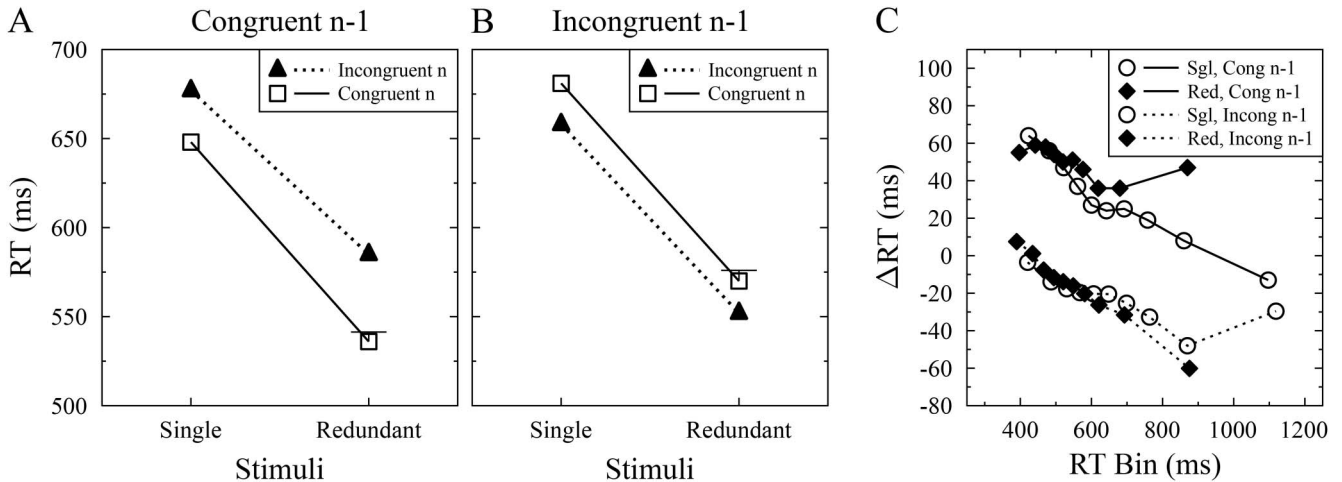 A
Congruent n-1
B
Incongruent n-1
C
700
650
600
550
500
RT (ms)
Incongruent n
Congruent n
Single
Redundant
Stimuli
Incongruent n
Congruent n
Single
Redundant
Stimuli
100
80
60
40
20
0
-20
-40
-60
-80
ΔRT (ms)
Sgl, Cong n-1
Red, Cong n-1
Sgl, Incong n-1
Red, Incong n-1
400
600
800
1000
1200
RT Bin (ms)